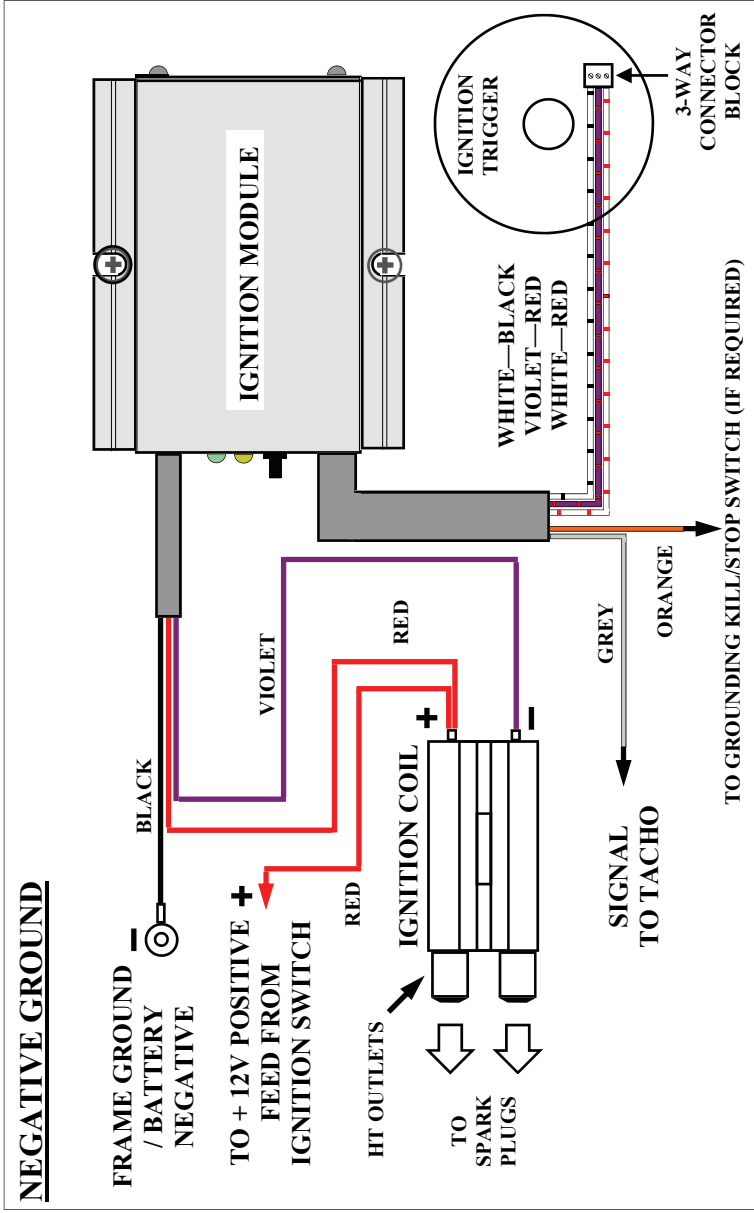 NEGATIVE GROUND
FRAME GROUND
/ BATTERY
NEGATIVE
–
BLACK
TO + 12V POSITIVE
FEED FROM
IGNITION SWITCH
+
RED
VIOLET
RED
IGNITION MODULE
HT OUTLETS
IGNITION COIL
+
–
TO
SPARK
PLUGS
SIGNAL
TO TACHO
GREY
ORANGE
WHITE—BLACK
VIOLET—RED
WHITE—RED
IGNITION
TRIGGER
3-WAY
CONNECTOR
BLOCK
TO GROUNDING KILL/STOP SWITCH (IF REQUIRED)